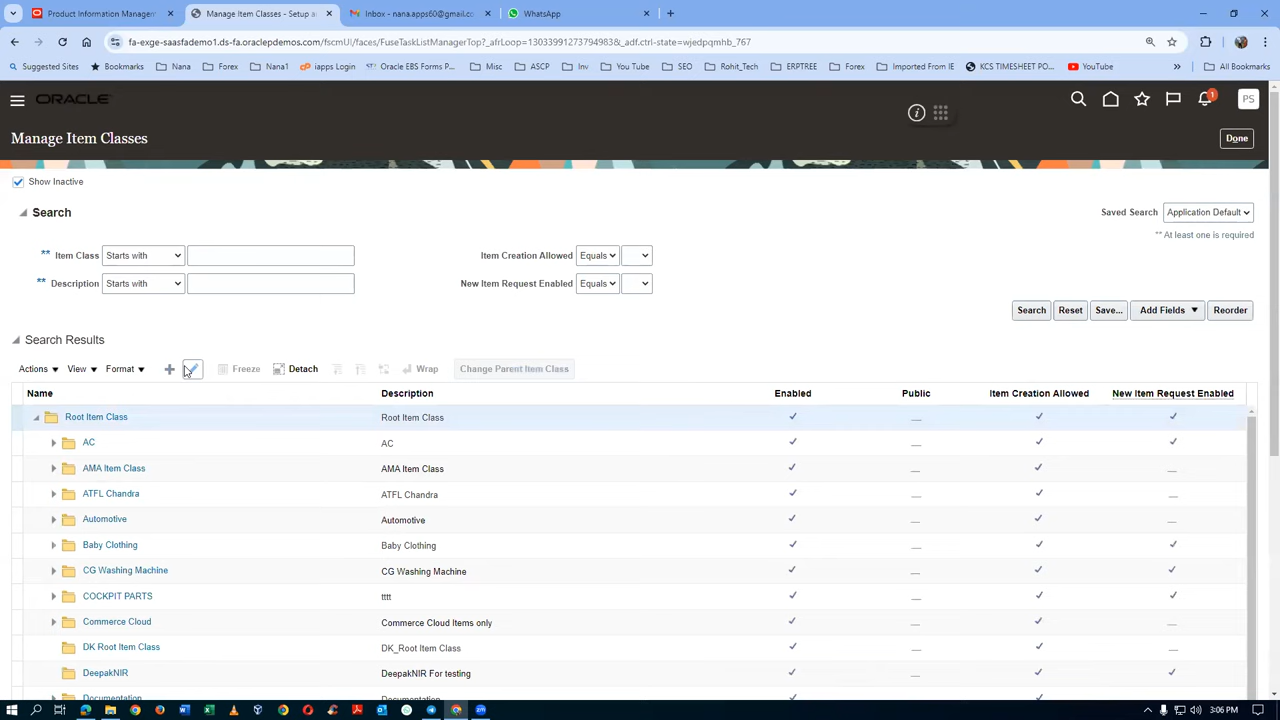 Product Information Managem
Manage Item Classes - Setup a
Inbox - nana.apps60@gmail.co
WhatsApp
fa-exge-saasfademo1.ds-fa.oraclepdemos.com/fscmUI/faces/FuseTaskListManagerTop?_afrLoop=130339912737949838&_adf.ctrl-state=wjedpqmhb_767
Suggested Sites
Bookmarks
Nana
Forex
Nana1
iapps Login
Oracle EBS Forms P...
Misc
ASCP
Inv
You Tube
SEO
Rohit_Tech
ERPTREE
Forex
Imported From IE
KCS TIMESHEET PO...
YouTube
»
All Bookmarks
ORACLE
1
PS
Manage Item Classes
Done
Show Inactive
Search
Saved Search Application Default
** At least one is required
** Item Class Starts with
Item Creation Allowed Equals
** Description Starts with
New Item Request Enabled Equals
Search Reset Save... Add Fields Reorder
Search Results
Actions View Format Freeze Detach Wrap Change Parent Item Class
Name Description Enabled Public Item Creation Allowed New Item Request Enabled
Root Item Class Root Item Class
AC AC
AMA Item Class AMA Item Class
ATFL Chandra ATFL Chandra
Automotive Automotive
Baby Clothing Baby Clothing
CG Washing Machine CG Washing Machine
COCKPIT PARTS tttt
Commerce Cloud Commerce Cloud Items only
DK Root Item Class DK_Root Item Class
DeepakNIR DeepakNIR For testing
Documentation Documentation
3:06 PM